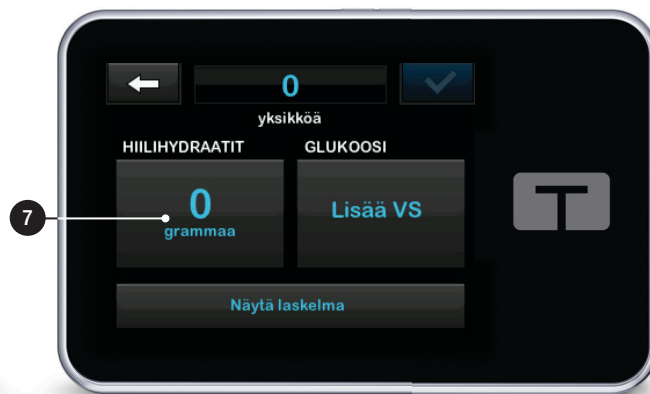 0
yksikköä
HIILIHYDRAATIT GLUKOOSI
7
0
grammaa
Lisää VS
Näytä laskelma
T